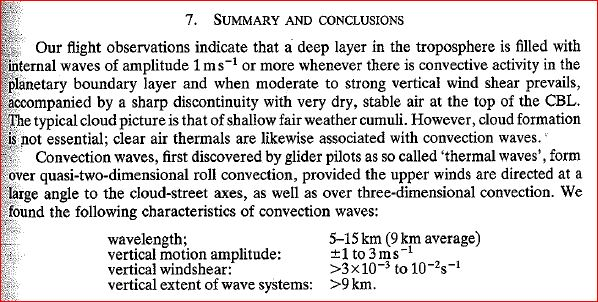 7. SUMMARY AND CONCLUSIONS
Our flight observations indicate that a deep layer in the troposphere is filled with
internal waves of amplitude 1 m s⁻¹ or more whenever there is convective activity in the
planetary boundary layer and when moderate to strong vertical wind shear prevails,
accompanied by a sharp discontinuity with very dry, stable air at the top of the CBL.
The typical cloud picture is that of shallow fair weather cumuli. However, cloud formation
is not essential; clear air thermals are likewise associated with convection waves.
Convection waves, first discovered by glider pilots as so called 'thermal waves', form
over quasi-two-dimensional roll convection, provided the upper winds are directed at a
large angle to the cloud-street axes, as well as over three-dimensional convection. We
found the following characteristics of convection waves:
wavelength; 5–15 km (9 km average)
vertical motion amplitude: ±1 to 3 m s⁻¹
vertical windshear: >3×10⁻³ to 10⁻² s⁻¹
vertical extent of wave systems: >9 km.